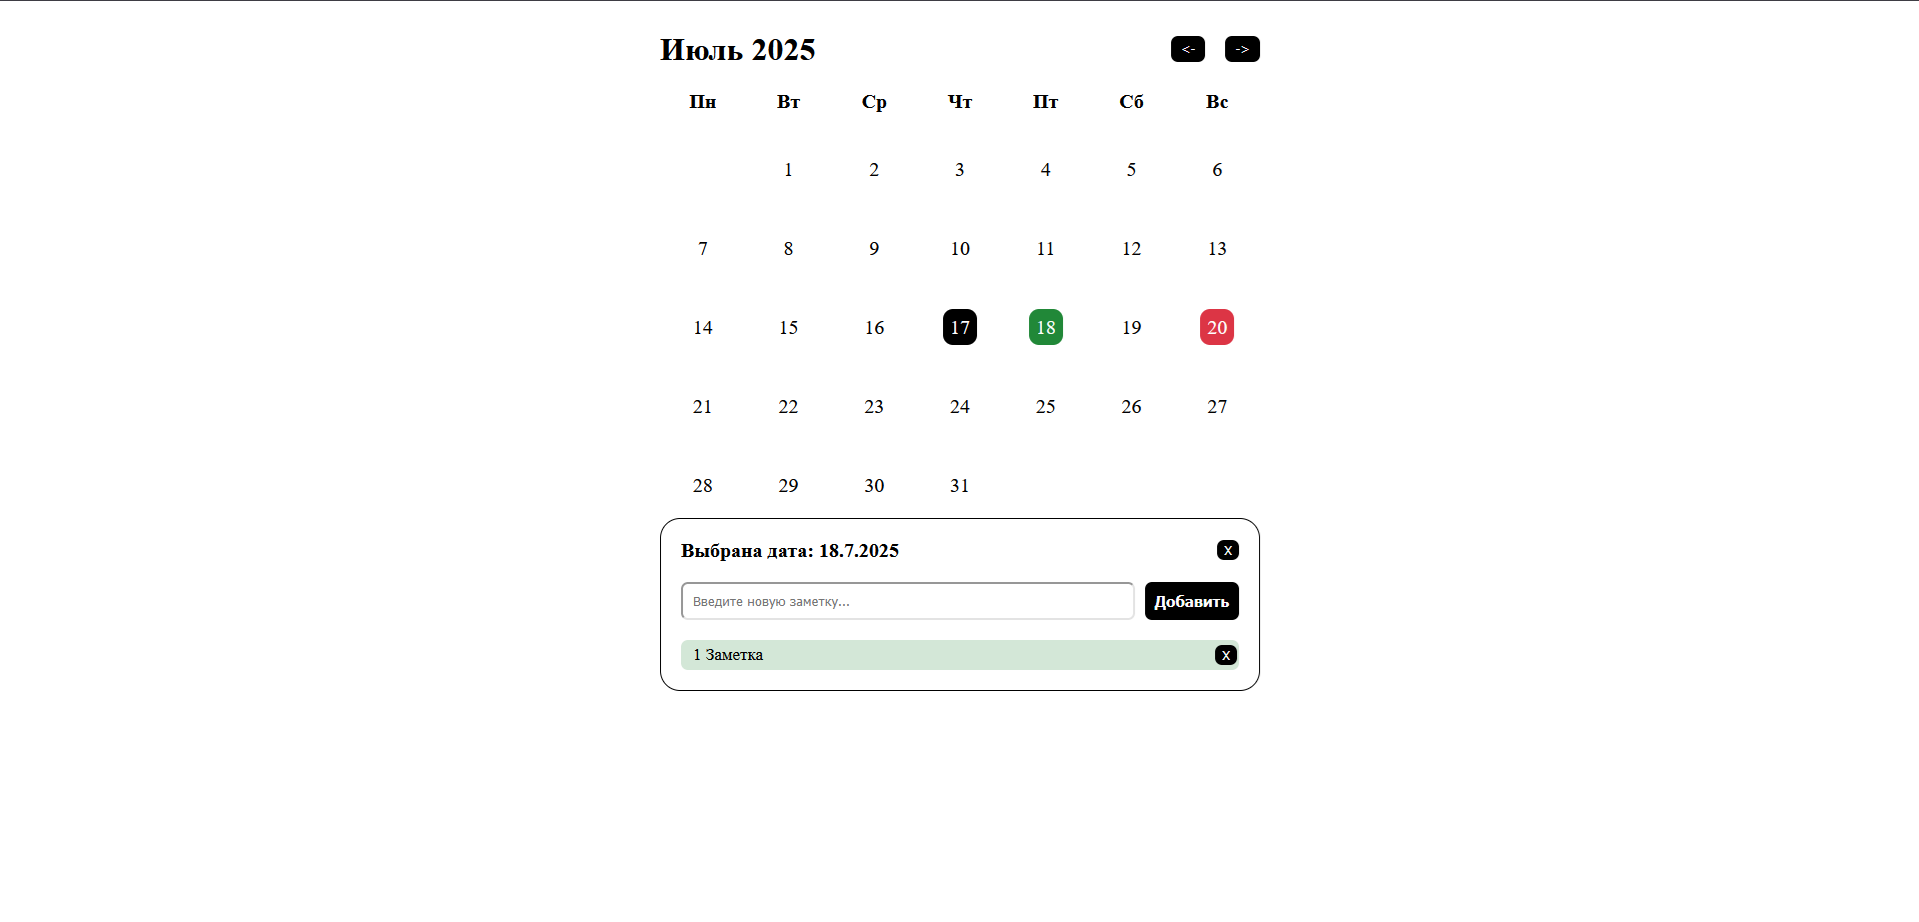 Июль 2025 <- ->
Пн Вт Ср Чт Пт Сб Вс
1 2 3 4 5 6
7 8 9 10 11 12 13
14 15 16 17 18 19 20
21 22 23 24 25 26 27
28 29 30 31
Выбрана дата: 18.7.2025 X
Введите новую заметку... Добавить
1 Заметка X